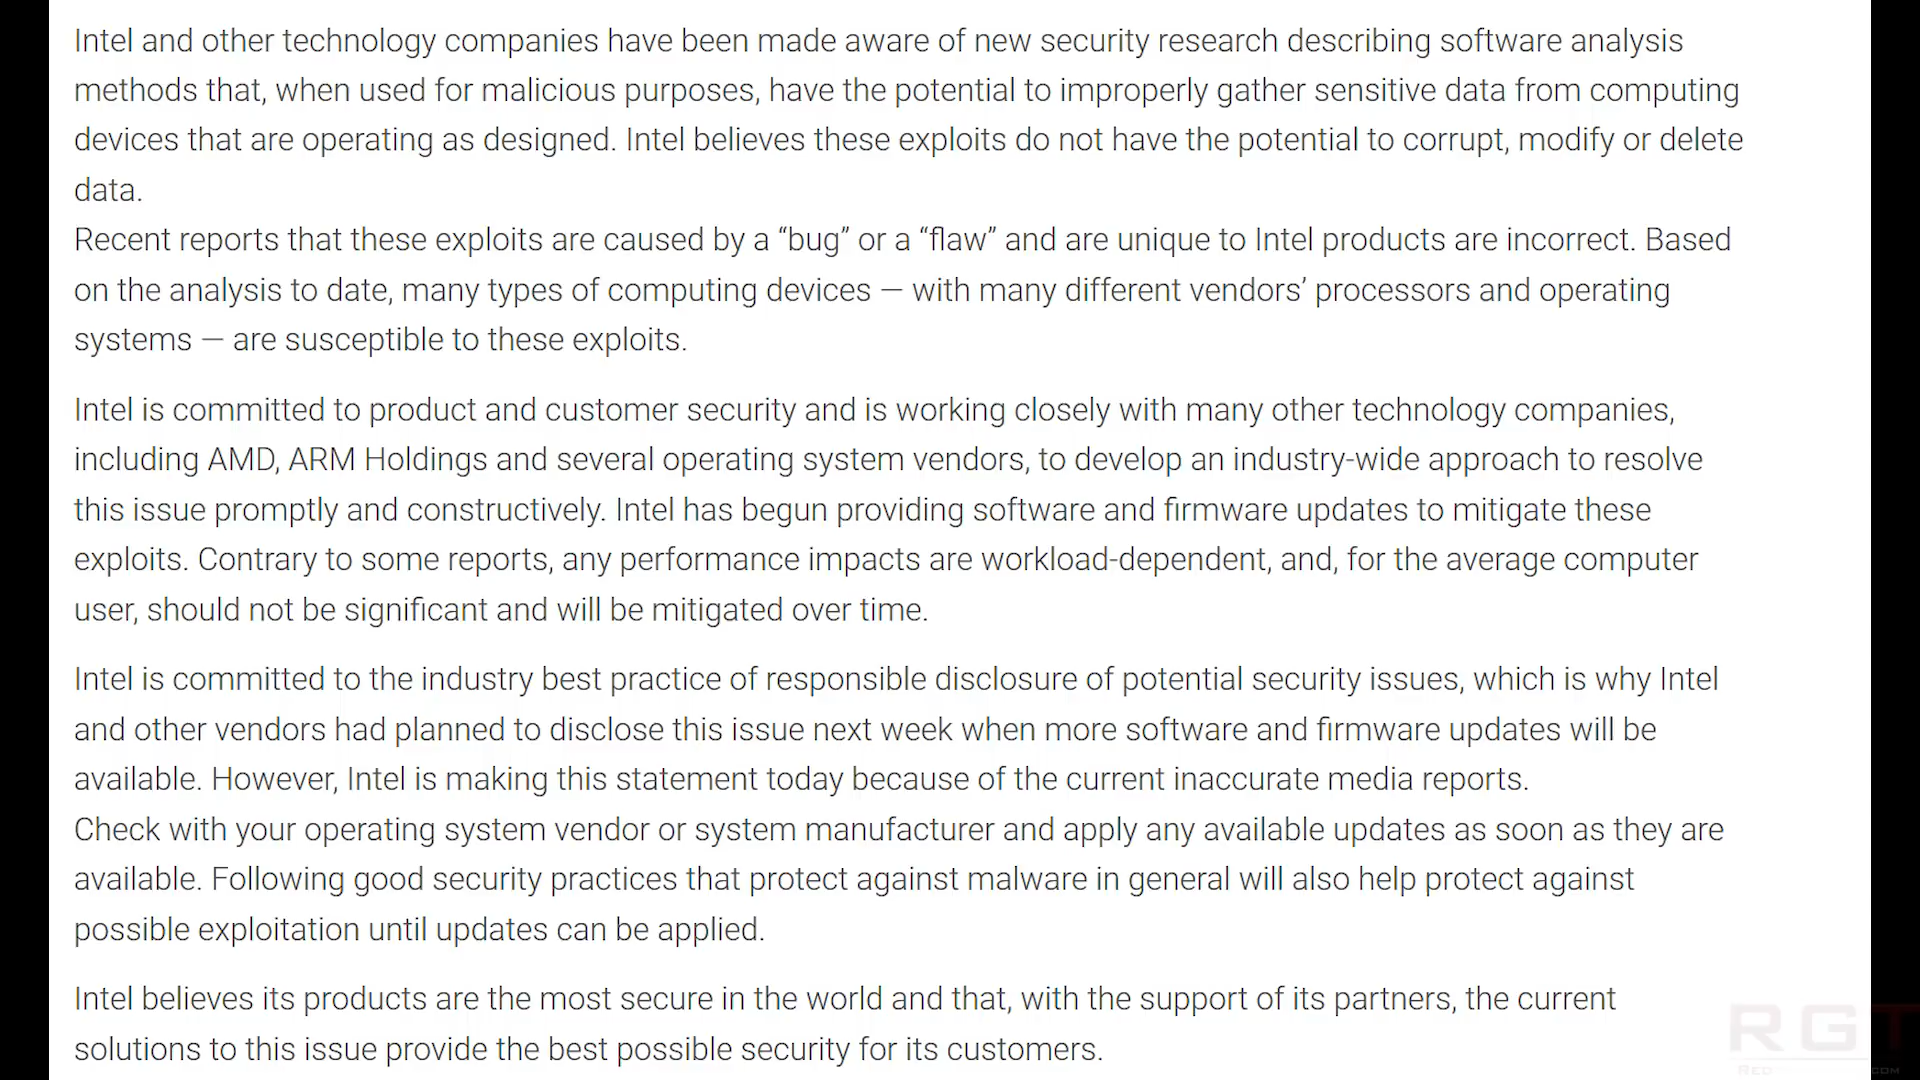 Intel and other technology companies have been made aware of new security research describing software analysis
methods that, when used for malicious purposes, have the potential to improperly gather sensitive data from computing
devices that are operating as designed. Intel believes these exploits do not have the potential to corrupt, modify or delete
data.
Recent reports that these exploits are caused by a “bug” or a “flaw” and are unique to Intel products are incorrect. Based
on the analysis to date, many types of computing devices — with many different vendors’ processors and operating
systems — are susceptible to these exploits.
Intel is committed to product and customer security and is working closely with many other technology companies,
including AMD, ARM Holdings and several operating system vendors, to develop an industry-wide approach to resolve
this issue promptly and constructively. Intel has begun providing software and firmware updates to mitigate these
exploits. Contrary to some reports, any performance impacts are workload-dependent, and, for the average computer
user, should not be significant and will be mitigated over time.
Intel is committed to the industry best practice of responsible disclosure of potential security issues, which is why Intel
and other vendors had planned to disclose this issue next week when more software and firmware updates will be
available. However, Intel is making this statement today because of the current inaccurate media reports.
Check with your operating system vendor or system manufacturer and apply any available updates as soon as they are
available. Following good security practices that protect against malware in general will also help protect against
possible exploitation until updates can be applied.
Intel believes its products are the most secure in the world and that, with the support of its partners, the current
solutions to this issue provide the best possible security for its customers.
RGT